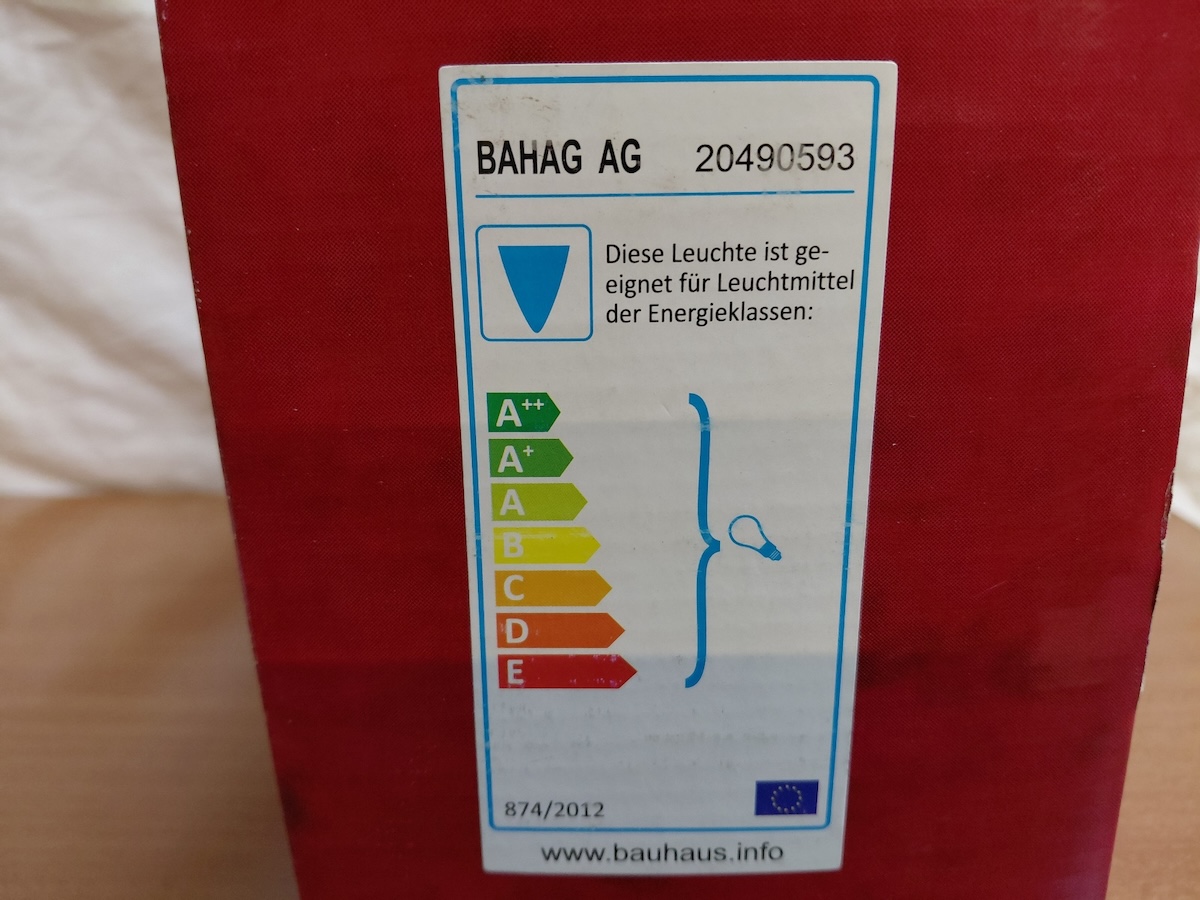 BAHAG AG 20490593
Diese Leuchte ist ge-
eignet für Leuchtmittel
der Energieklassen:
A++
A+
A
B
C
D
E
874/2012
www.bauhaus.info